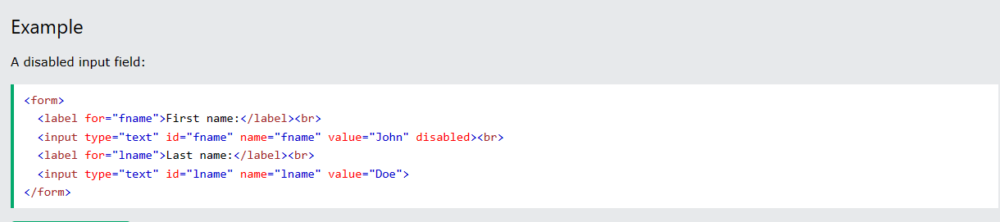 Example
A disabled input field:
<form>
  <label for="fname">First name:</label><br>
  <input type="text" id="fname" name="fname" value="John" disabled><br>
  <label for="lname">Last name:</label><br>
  <input type="text" id="lname" name="lname" value="Doe">
</form>